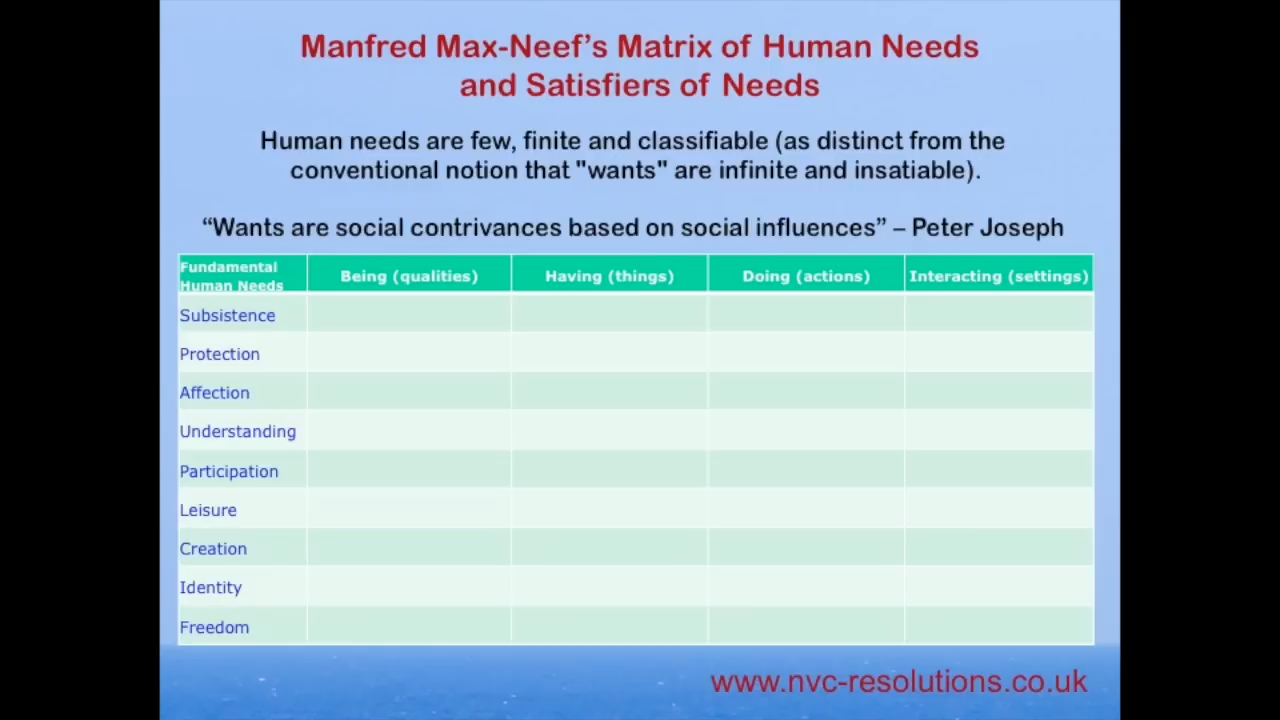 Manfred Max-Neef’s Matrix of Human Needs
and Satisfiers of Needs
Human needs are few, finite and classifiable (as distinct from the
conventional notion that "wants" are infinite and insatiable).
“Wants are social contrivances based on social influences” – Peter Joseph
Fundamental
Human Needs
Being (qualities)
Having (things)
Doing (actions)
Interacting (settings)
Subsistence
Protection
Affection
Understanding
Participation
Leisure
Creation
Identity
Freedom
www.nvc-resolutions.co.uk